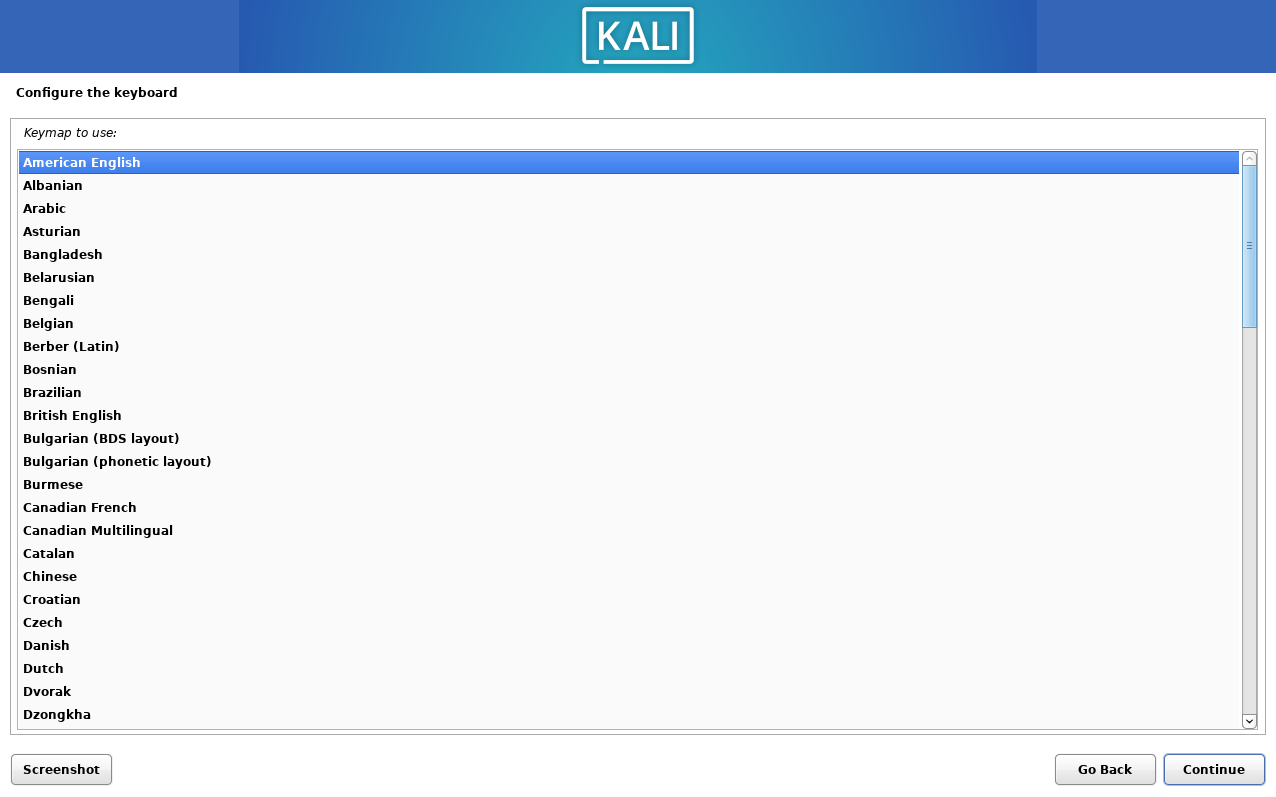 KALI
Configure the keyboard
Keymap to use:
American English
Albanian
Arabic
Asturian
Bangladesh
Belarusian
Bengali
Belgian
Berber (Latin)
Bosnian
Brazilian
British English
Bulgarian (BDS layout)
Bulgarian (phonetic layout)
Burmese
Canadian French
Canadian Multilingual
Catalan
Chinese
Croatian
Czech
Danish
Dutch
Dvorak
Dzongkha
Screenshot Go Back Continue